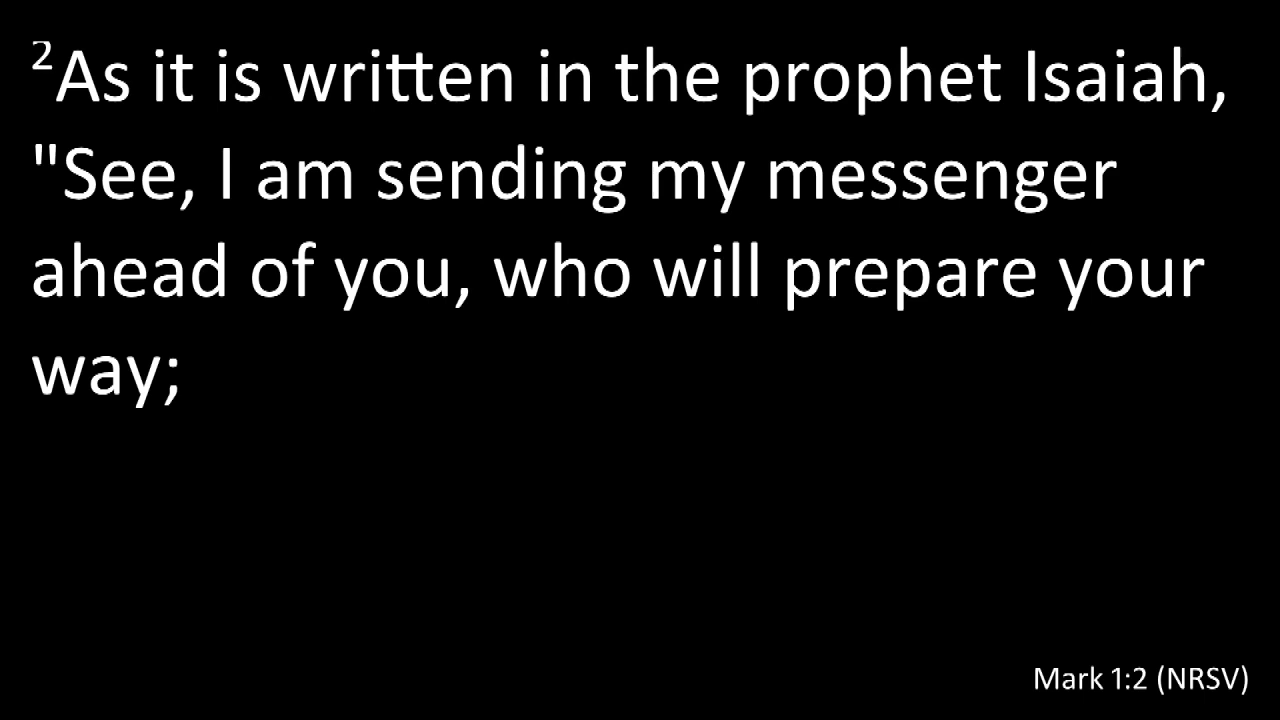 ²As it is written in the prophet Isaiah,
"See, I am sending my messenger
ahead of you, who will prepare your
way;
Mark 1:2 (NRSV)